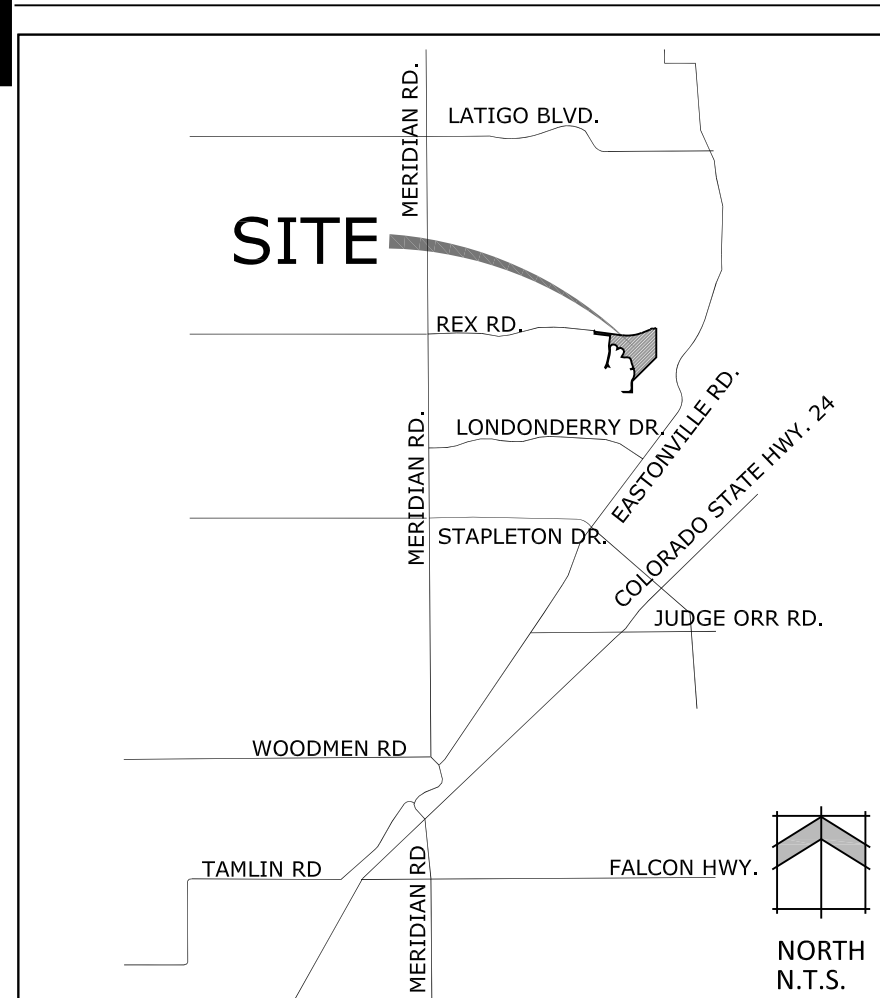 MERIDIAN RD.
LATIGO BLVD.
SITE
REX RD.
EASTONVILLE RD.
COLORADO STATE HWY. 24
MERIDIAN RD.
LONDONDERRY DR.
STAPLETON DR.
JUDGE ORR RD.
WOODMEN RD
TAMLIN RD
MERIDIAN RD
FALCON HWY.
NORTH
N.T.S.